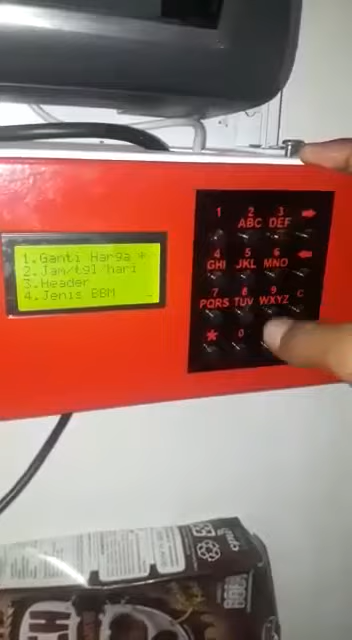 1.Ganti Harga *
2.Jam/tgl/hari
3.Header
4.Jenis BBM
1 2 3
ABC DEF
4 5 6
GHI JKL MNO
7 8 9 C
PQRS TUV WXYZ
* 0